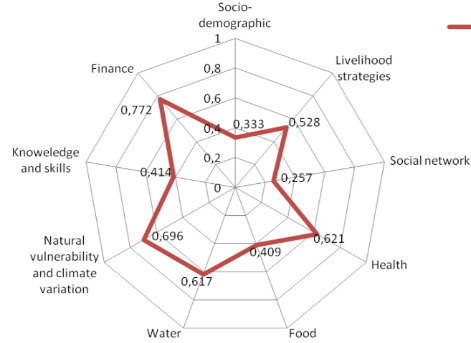 Socio-
demographic
1
0,8
0,6
0,4
0,2
0
Livelihood
strategies
Social network
Health
Food
Water
Natural
vulnerability
and climate
variation
Knoweledge
and skills
Finance
0,333
0,528
0,257
0,621
0,409
0,617
0,696
0,414
0,772